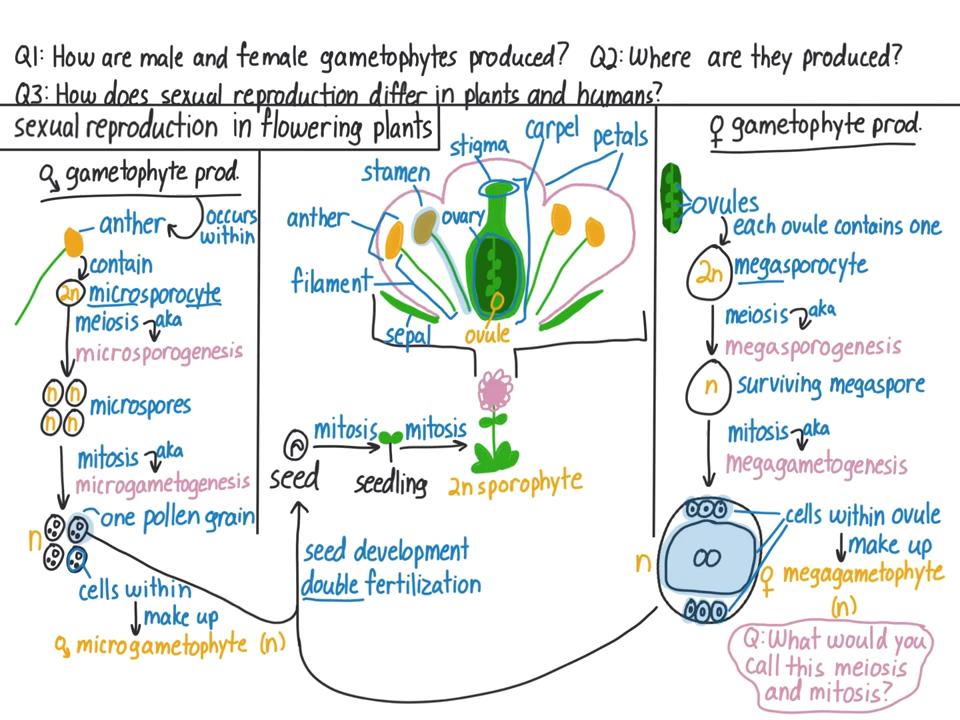 Q1: How are male and female gametophytes produced? Q2: Where are they produced?
Q3: How does sexual reproduction differ in plants and humans?
sexual reproduction in flowering plants
♂ gametophyte prod.
occurs
within
anther
contain
2n microsporocyte
meiosis aka
microsporogenesis
n n
n n
microspores
mitosis aka
microgametogenesis
one pollen grain
n
cells within
make up
♂ microgametophyte (n)
carpel
petals
stigma
stamen
anther
ovary
filament
sepal
ovule
mitosis mitosis
seed
seedling
2n sporophyte
seed development
double fertilization
♀ gametophyte prod.
ovules
each ovule contains one
2n megasporocyte
meiosis aka
megasporogenesis
n surviving megaspore
mitosis aka
megagametogenesis
cells within ovule
make up
n
♀ megagametophyte
(n)
Q: What would you
call this meiosis
and mitosis?